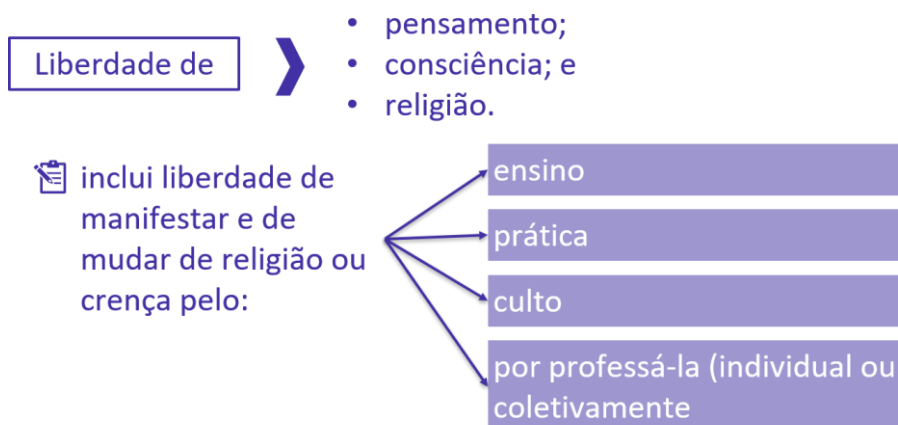 Liberdade de
• pensamento;
• consciência; e
• religião.
inclui liberdade de
manifestar e de
mudar de religião ou
crença pelo:
ensino
prática
culto
por professá-la (individual ou
coletivamente